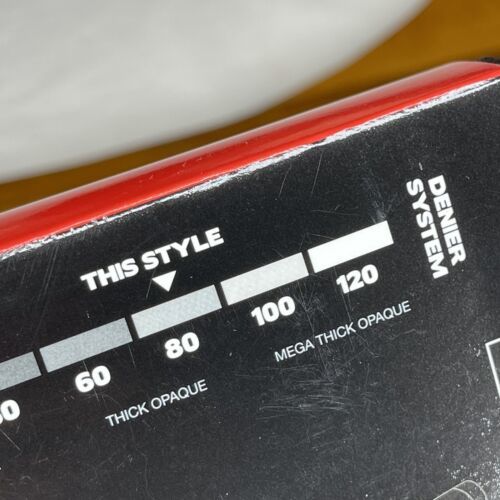 DENIER
SYSTEM
THIS STYLE
60
80
100
120
THICK OPAQUE
MEGA THICK OPAQUE